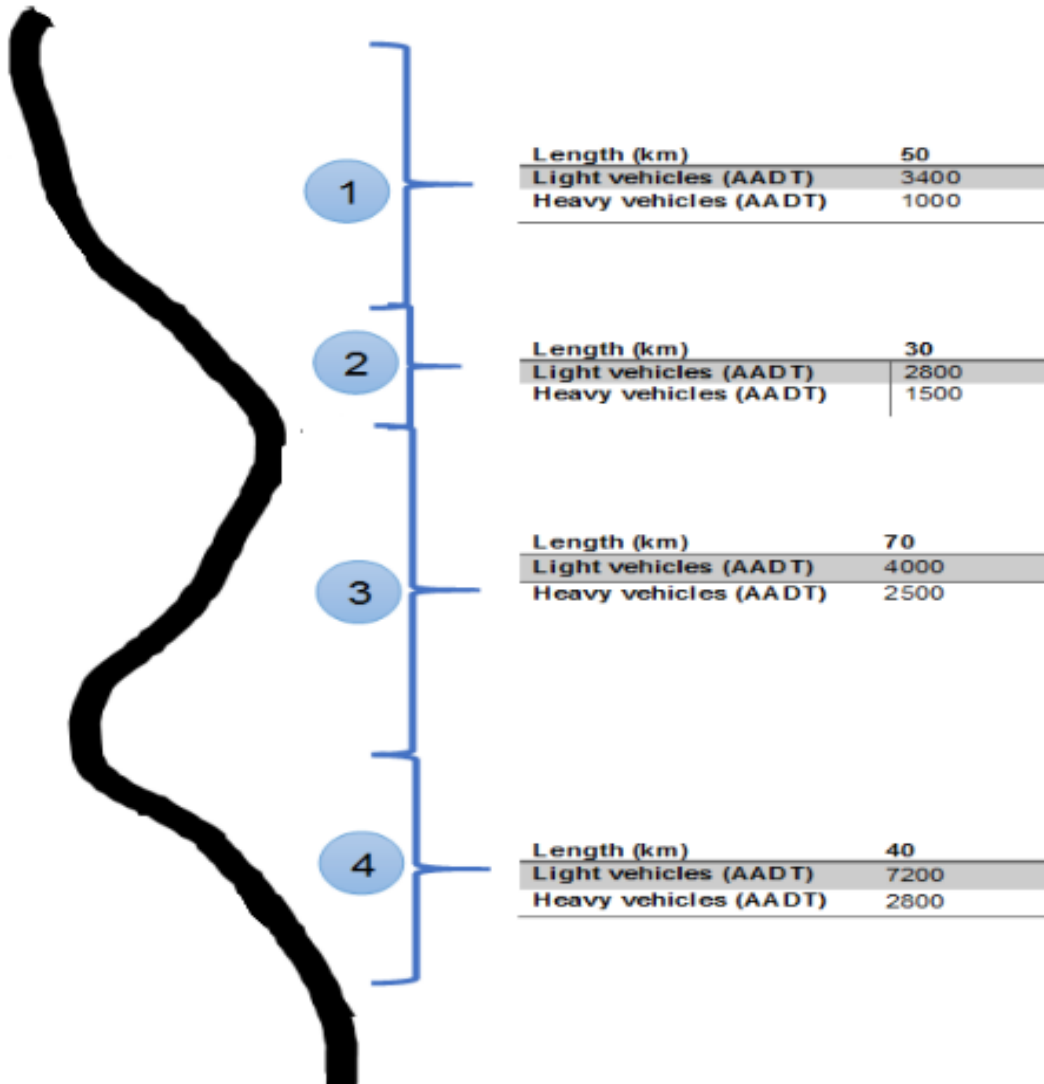 1
Length (km) 50
Light vehicles (AADT) 3400
Heavy vehicles (AADT) 1000
2
Length (km) 30
Light vehicles (AADT) 2800
Heavy vehicles (AADT) 1500
3
Length (km) 70
Light vehicles (AADT) 4000
Heavy vehicles (AADT) 2500
4
Length (km) 40
Light vehicles (AADT) 7200
Heavy vehicles (AADT) 2800